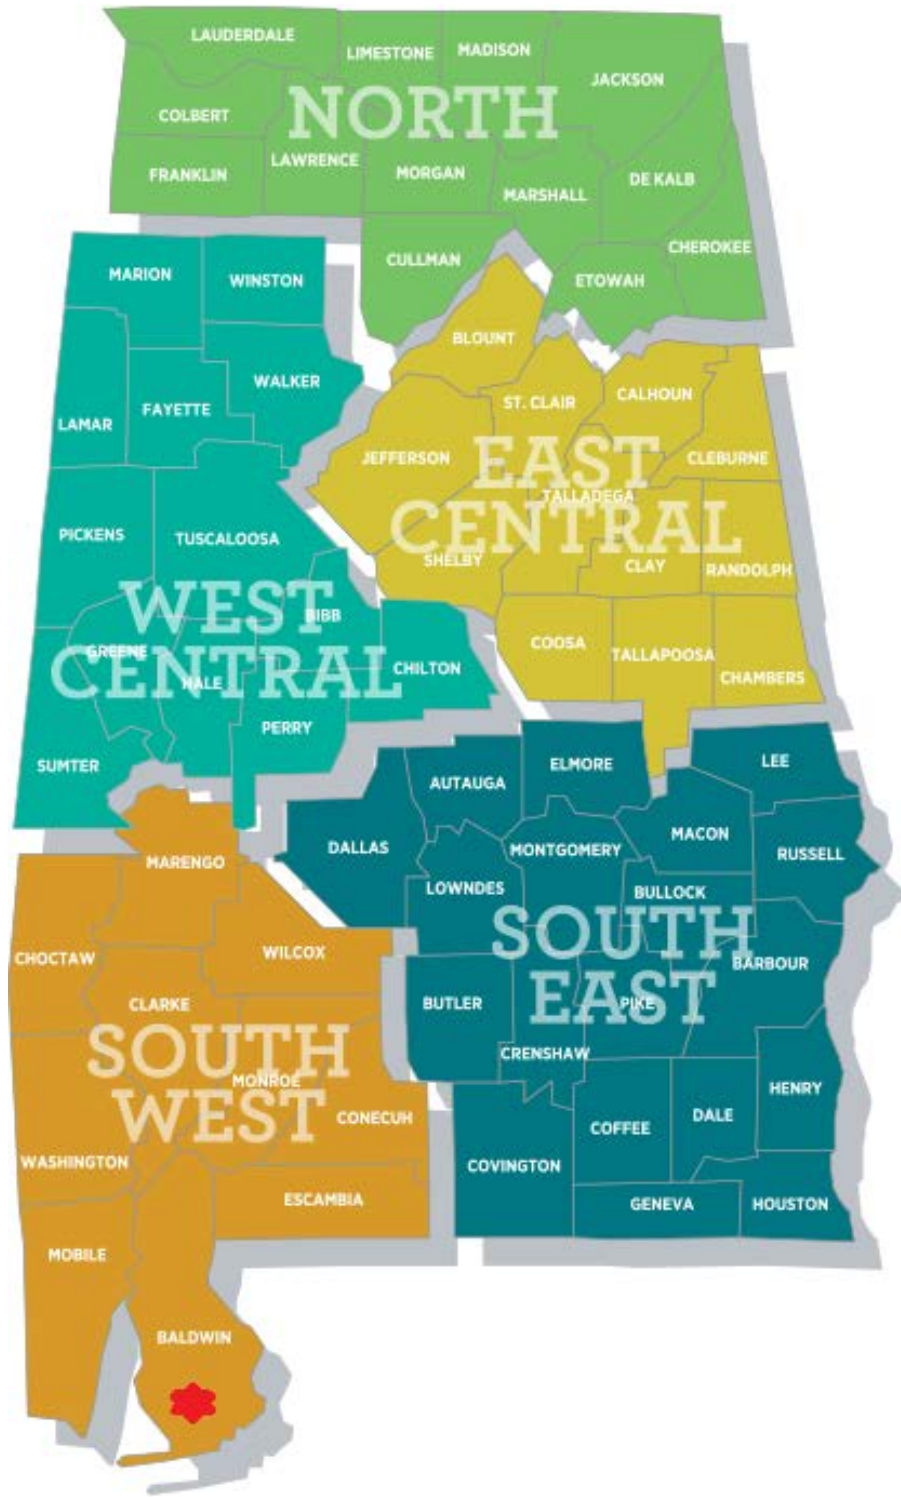 LAUDERDALE
LIMESTONE
MADISON
JACKSON
COLBERT
NORTH
FRANKLIN
LAWRENCE
MORGAN
MARSHALL
DE KALB
CULLMAN
CHEROKEE
ETOWAH
MARION
WINSTON
BLOUNT
WALKER
LAMAR
FAYETTE
ST. CLAIR
CALHOUN
JEFFERSON
EAST
CENTRAL
CLEBURNE
TALLADEGA
PICKENS
TUSCALOOSA
SHELBY
CLAY
RANDOLPH
WEST
CENTRAL
BIBB
GREENE
HALE
CHILTON
COOSA
TALLAPOOSA
CHAMBERS
PERRY
SUMTER
AUTAUGA
ELMORE
LEE
DALLAS
MONTGOMERY
MACON
RUSSELL
MARENGO
LOWNDES
BULLOCK
SOUTH
EAST
CHOCTAW
WILCOX
BARBOUR
CLARKE
BUTLER
PIKE
SOUTH
WEST
MONROE
CRENSHAW
HENRY
CONECUH
COFFEE
DALE
WASHINGTON
COVINGTON
ESCAMBIA
GENEVA
HOUSTON
MOBILE
BALDWIN